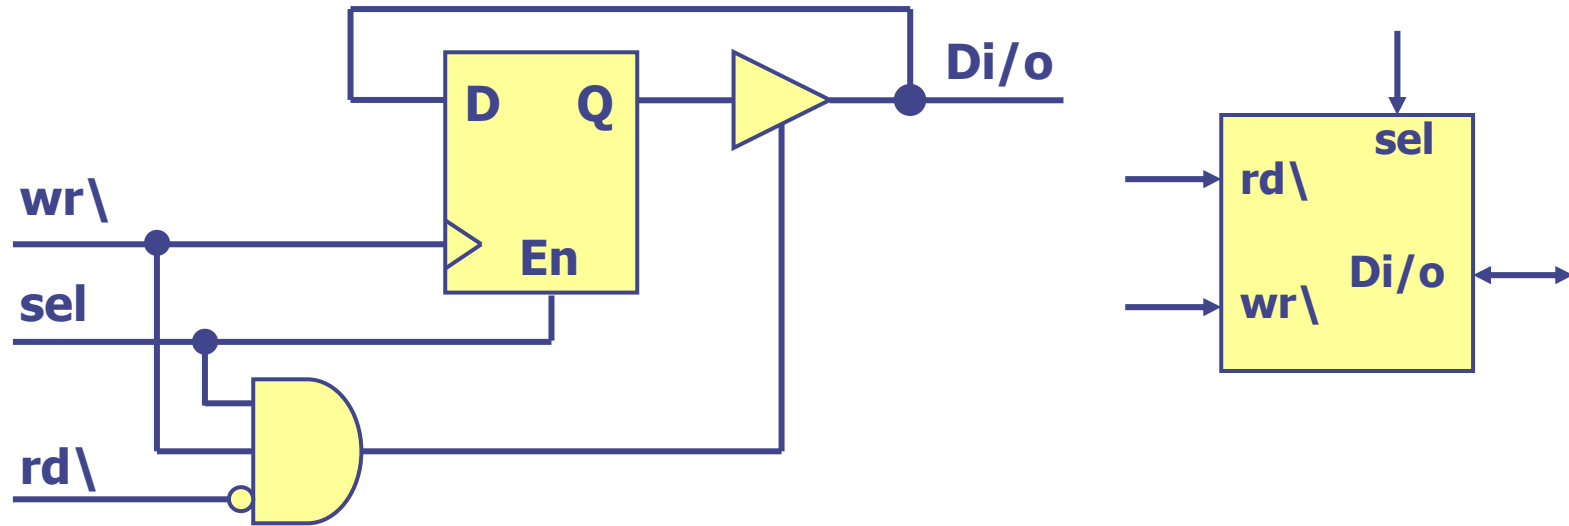 Di/o
D Q
wr\
En
sel
rd\
sel
rd\
Di/o
wr\